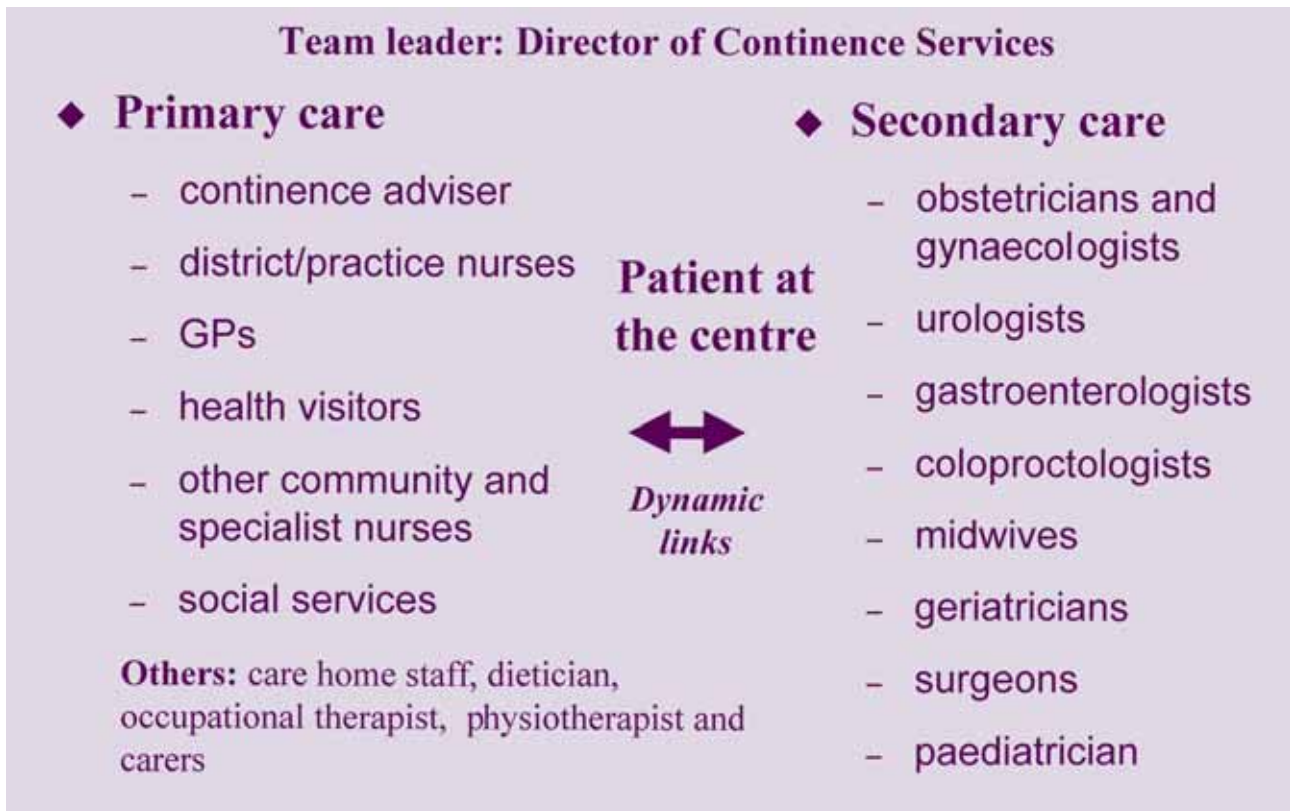 Team leader: Director of Continence Services
◆ Primary care
– continence adviser
– district/practice nurses
– GPs
– health visitors
– other community and
specialist nurses
– social services
Others: care home staff, dietician,
occupational therapist, physiotherapist and
carers
Patient at
the centre
Dynamic
links
◆ Secondary care
– obstetricians and
gynaecologists
– urologists
– gastroenterologists
– coloproctologists
– midwives
– geriatricians
– surgeons
– paediatrician